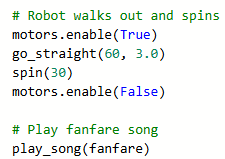 # Robot walks out and spins
motors.enable(True)
go_straight(60, 3.0)
spin(30)
motors.enable(False)

# Play fanfare song
play_song(fanfare)